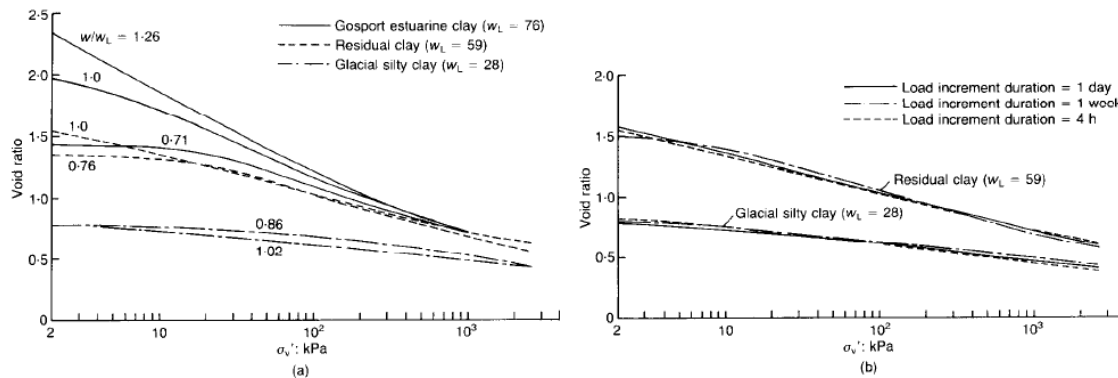 2·5
2·0
1·5
1·0
0·5
0
Void ratio
w/wL = 1·26
1·0
1·0
0·71
0·76
0·86
1·02
Gosport estuarine clay (wL = 76)
Residual clay (wL = 59)
Glacial silty clay (wL = 28)
2 10 10² 10³
σv′: kPa
(a)
2·0
1·5
1·0
0·5
0
Void ratio
Load increment duration = 1 day
Load increment duration = 1 week
Load increment duration = 4 h
Residual clay (wL = 59)
Glacial silty clay (wL = 28)
2 10 10² 10³
σv′: kPa
(b)